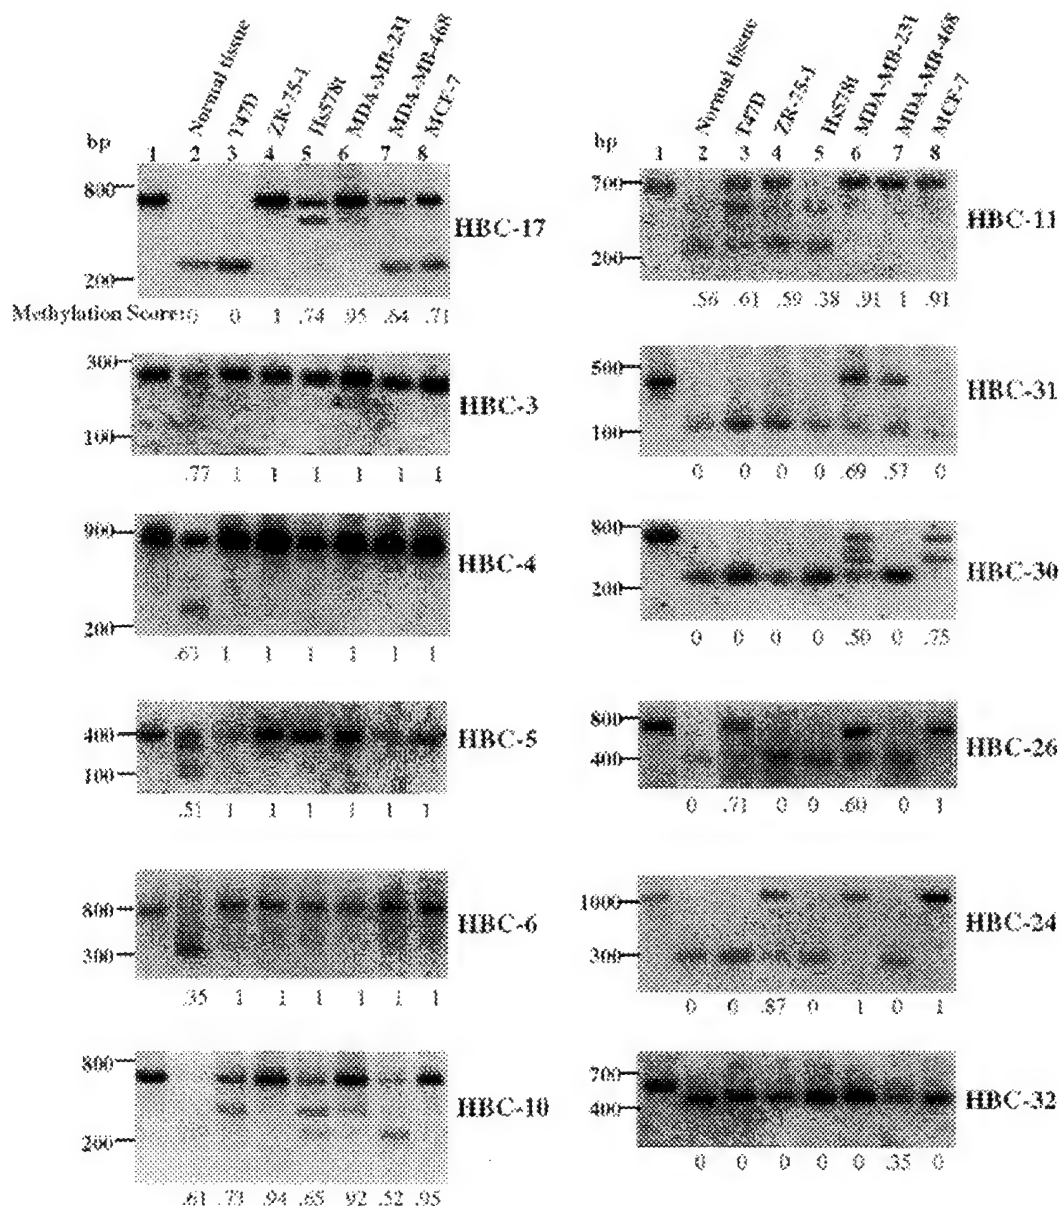 Normal tissue
T47D
ZR-75-1
Hs578t
MDA-MB-231
MDA-MB-468
MCF-7
bp
1 2 3 4 5 6 7 8
800
200
HBC-17
Methylation Score: 0 0 1 .74 .95 .64 .71
300
100
HBC-3
.77 1 1 1 1 1 1
900
200
HBC-4
.63 1 1 1 1 1 1
400
100
HBC-5
.51 1 1 1 1 1 1
800
300
HBC-6
.35 1 1 1 1 1 1
800
200
HBC-10
.61 .73 .94 .65 .92 .52 .95
Normal tissue
T47D
ZR-75-1
Hs578t
MDA-MB-231
MDA-MB-468
MCF-7
bp
1 2 3 4 5 6 7 8
700
200
HBC-11
.56 .61 .59 .38 .91 1 .91
500
100
HBC-31
0 0 0 0 .69 .57 0
800
200
HBC-30
0 0 0 0 .50 0 .75
800
400
HBC-26
0 .71 0 0 .60 0 1
1000
300
HBC-24
0 0 .87 0 1 0 1
700
400
HBC-32
0 0 0 0 0 .35 0